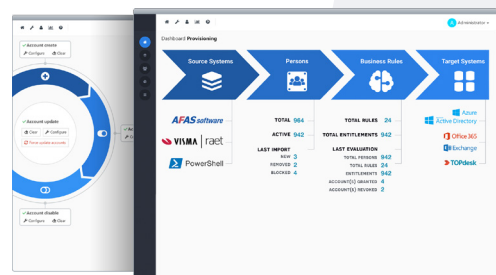 Account create
Configure Clear
Account update
Clear Configure
Force update accounts
Account disable
Configure Clear
Administrator
Dashboard Provisioning
Source Systems
Persons
Business Rules
Target Systems
AFAS software
VISMA | raet
PowerShell
TOTAL 964
ACTIVE 942
LAST IMPORT
NEW 3
REMOVED 2
BLOCKED 4
TOTAL RULES 24
TOTAL ENTITLEMENTS 942
LAST EVALUATION
TOTAL PERSONS 942
TOTAL RULES 24
ENTITLEMENTS 942
ACCOUNT(S) GRANTED 4
ACCOUNT(S) REVOKED 2
Azure
Active Directory
Office 365
Exchange
TOPdesk